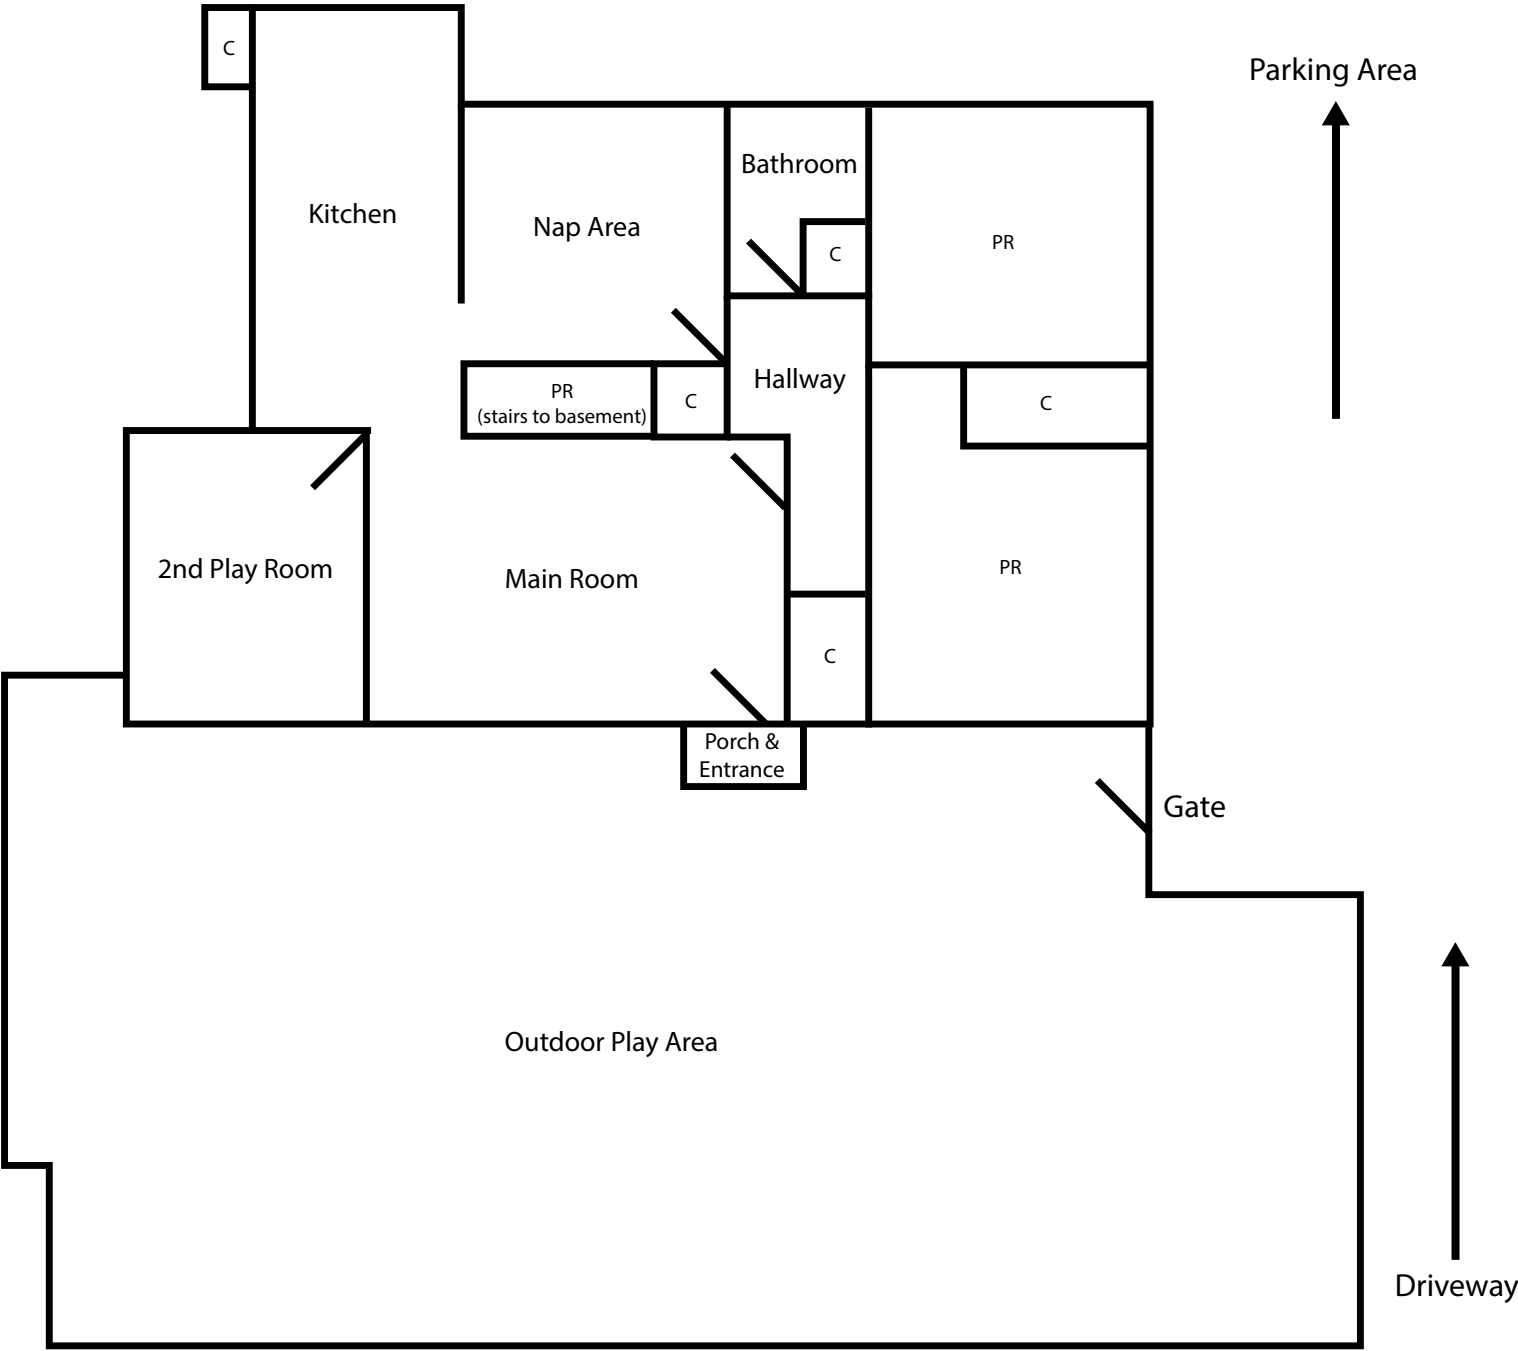 C
Parking Area
Kitchen
Nap Area
Bathroom
C
PR
PR
(stairs to basement)
C
Hallway
C
2nd Play Room
Main Room
PR
C
Porch &
Entrance
Gate
Outdoor Play Area
Driveway